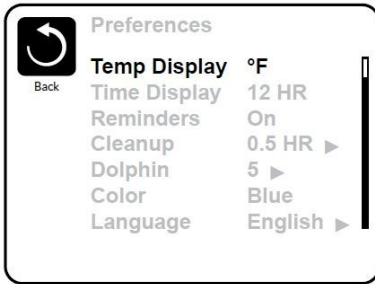 Preferences
Back
Temp Display °F
Time Display 12 HR
Reminders On
Cleanup 0.5 HR ▶
Dolphin 5 ▶
Color Blue
Language English ▶